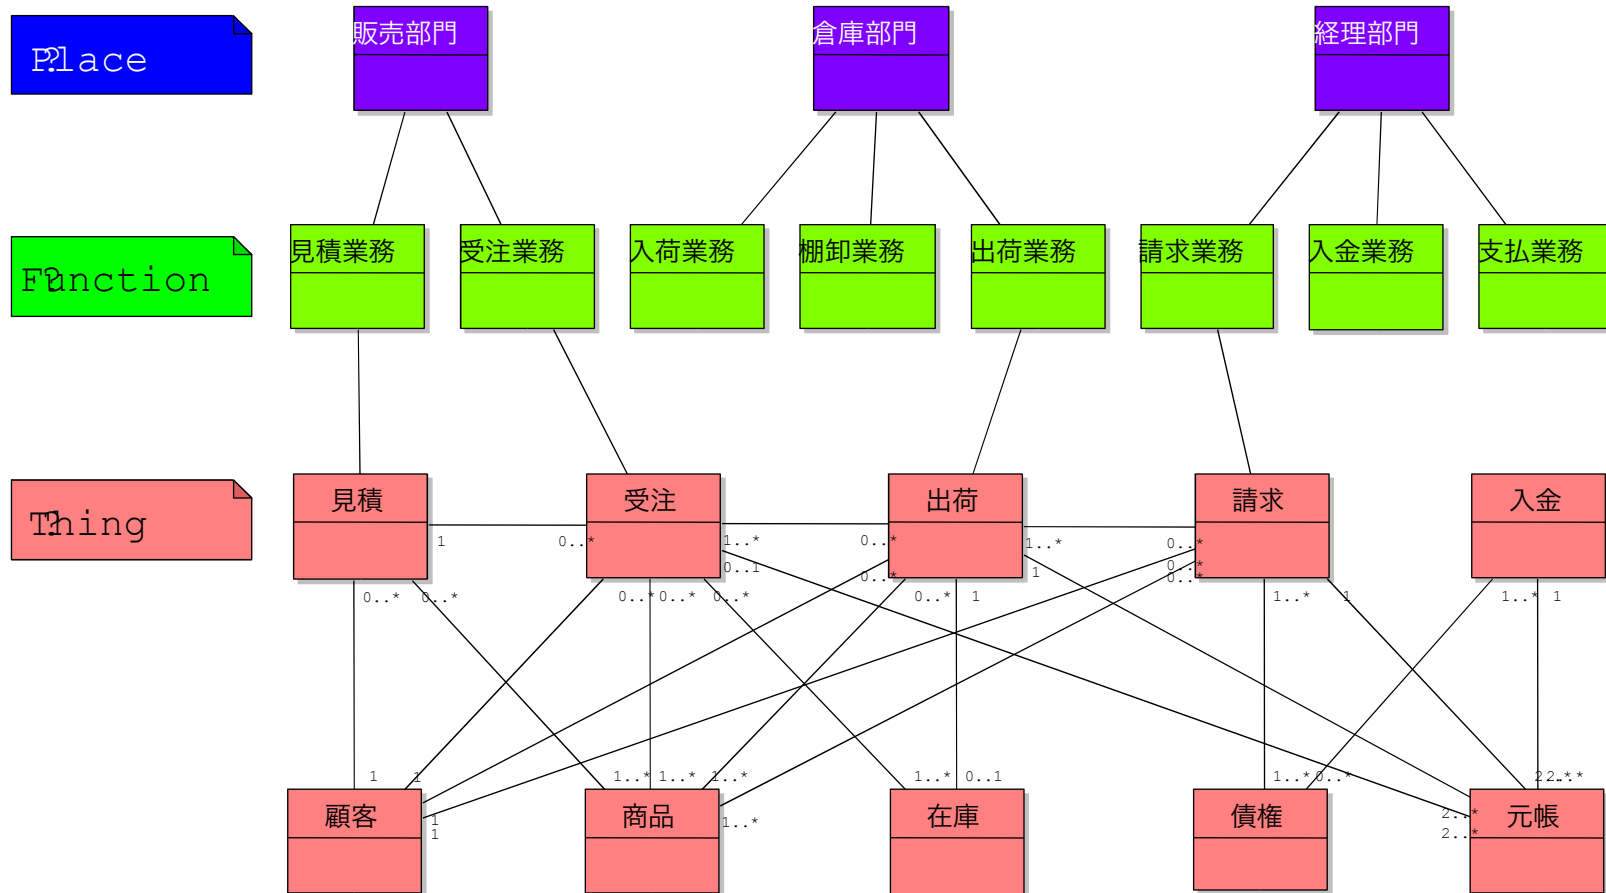 Place
販売部門
倉庫部門
経理部門
Function
見積業務
受注業務
入荷業務
棚卸業務
出荷業務
請求業務
入金業務
支払業務
Thing
見積
受注
出荷
請求
入金
1
0..*
1..*
0..*
1..*
0..*
0..1
0..*
1
0..*
0..*
0..*
0..*
0..*
0..*
0..*
0..*
1
1..*
1
1..*
1
1
1
1..*
1..*
1..*
1..*
0..1
1..*
0..*
2..*
顧客
商品
在庫
債権
元帳
1
1
1..*
2..*
2..*